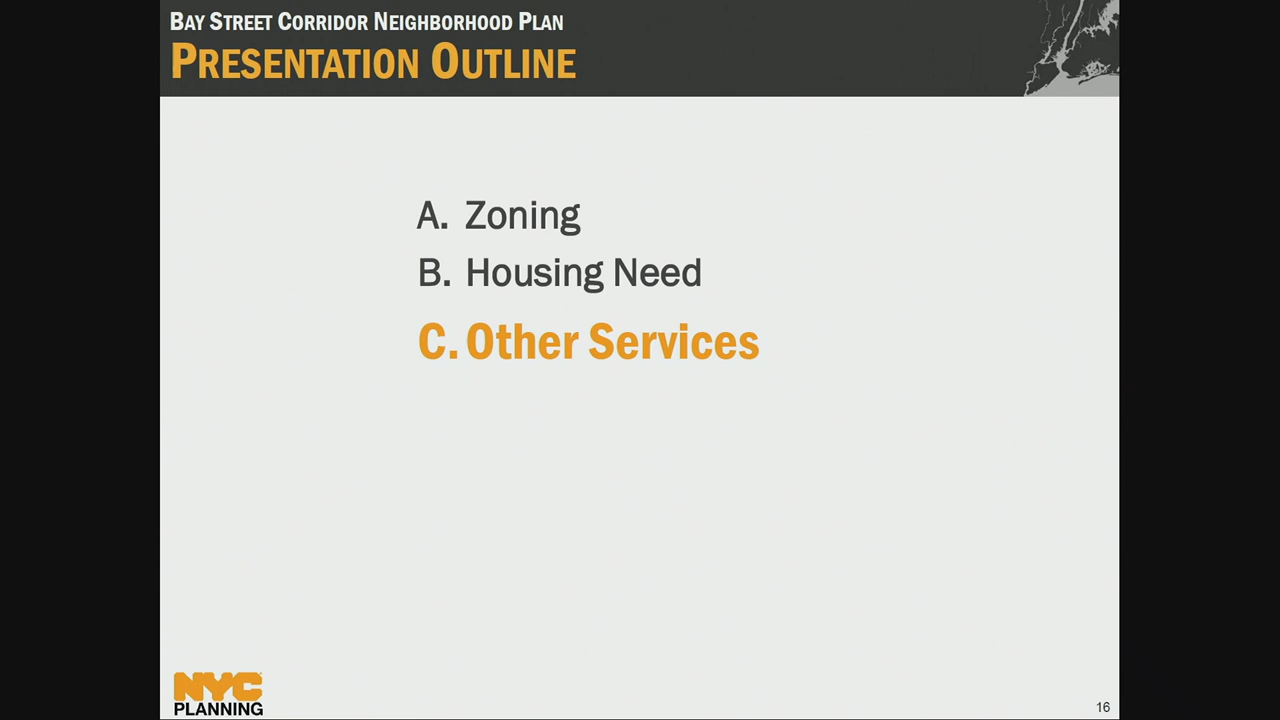 BAY STREET CORRIDOR NEIGHBORHOOD PLAN
PRESENTATION OUTLINE
A. Zoning
B. Housing Need
C. Other Services
NYC
PLANNING
16